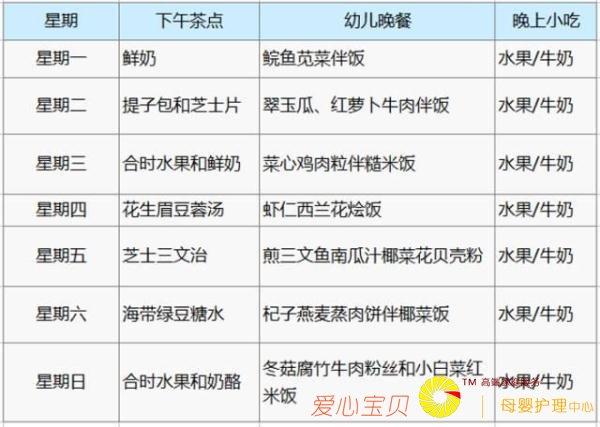 星期 下午茶点 幼儿晚餐 晚上小吃
星期一 鲜奶 鲩鱼苋菜伴饭 水果/牛奶
星期二 提子包和芝士片 翠玉瓜、红萝卜牛肉伴饭 水果/牛奶
星期三 合时水果和鲜奶 菜心鸡肉粒伴糙米饭 水果/牛奶
星期四 花生眉豆蓉汤 虾仁西兰花烩饭 水果/牛奶
星期五 芝士三文治 煎三文鱼南瓜汁椰菜花贝壳粉 水果/牛奶
星期六 海带绿豆糖水 杞子燕麦蒸肉饼伴椰菜饭 水果/牛奶
星期日 合时水果和奶酪 冬菇腐竹牛肉粉丝和小白菜红
米饭 水果/牛奶
TM 高端
爱心宝贝 母婴护理中心